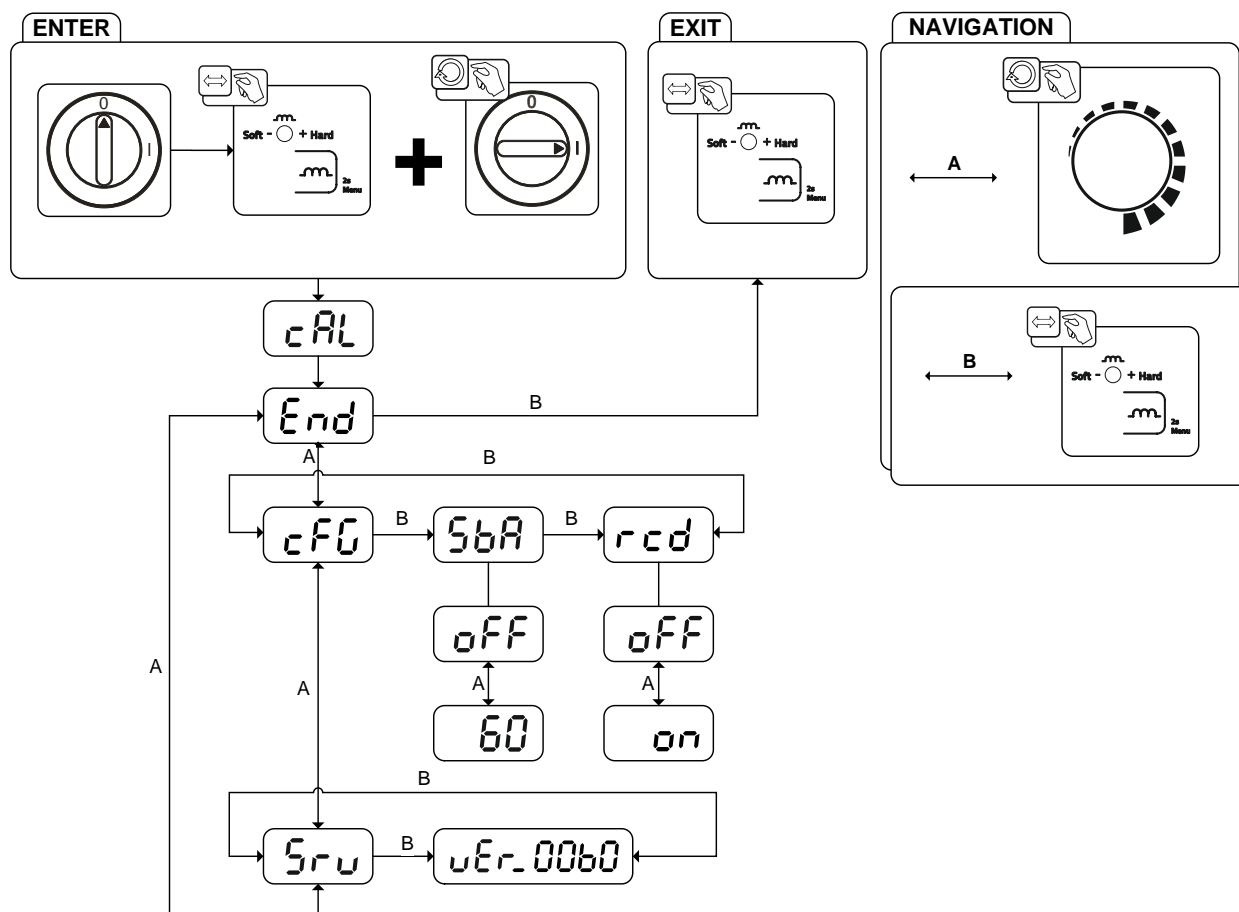 ENTER
EXIT
NAVIGATION
0
I
Soft - + Hard
2s
Menu
0
I
Soft - + Hard
2s
Menu
A
B
Soft - + Hard
2s
Menu
cAL
End
B
A
B
cFG
B
SbA
B
rcd
oFF
oFF
A
A
A
A
60
on
B
Srv
B
vEr_00b0